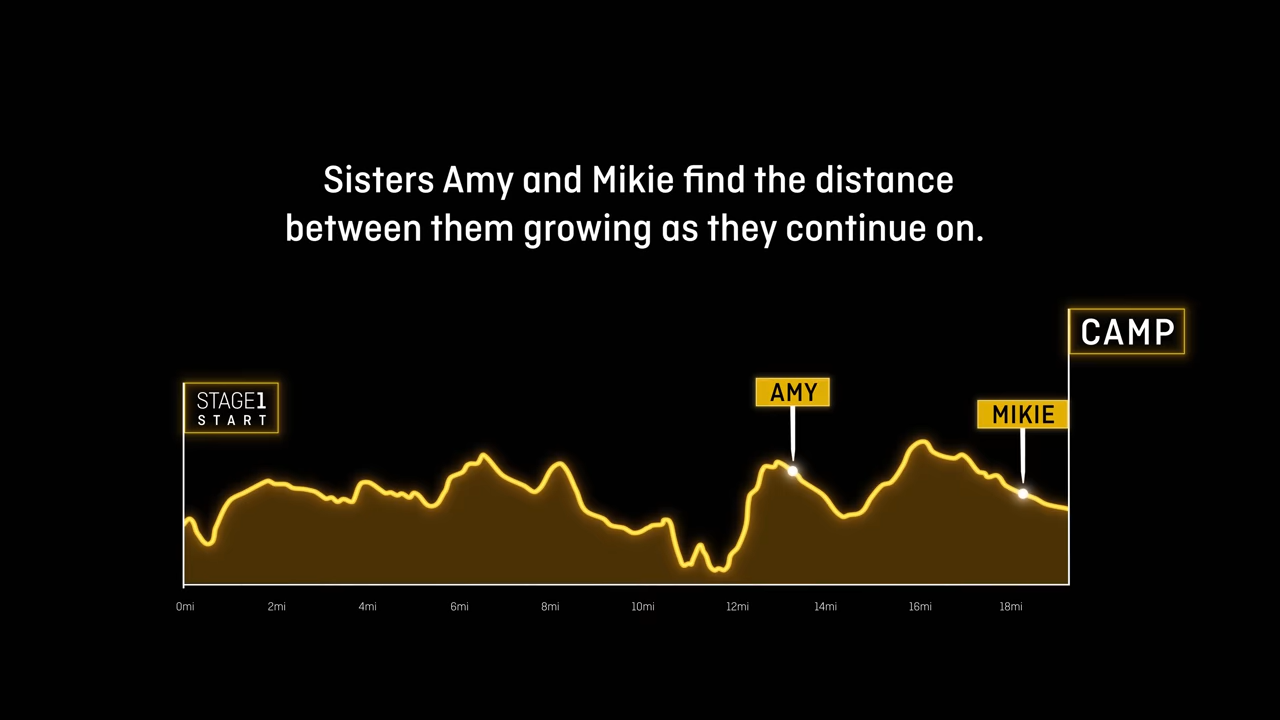 Sisters Amy and Mikie find the distance
between them growing as they continue on.
CAMP
STAGE1
START
AMY
MIKIE
0mi 2mi 4mi 6mi 8mi 10mi 12mi 14mi 16mi 18mi